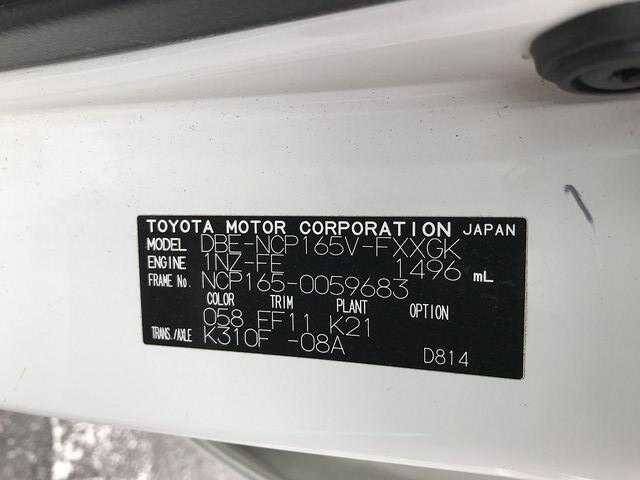 TOYOTA MOTOR CORPORATION JAPAN
MODEL DBE-NCP165V-FXXGK
ENGINE 1NZ-FE 1496 mL
FRAME No. NCP165-0059683
COLOR TRIM PLANT OPTION
058 FF11 K21
TRANS./AXLE K310F -08A
D814